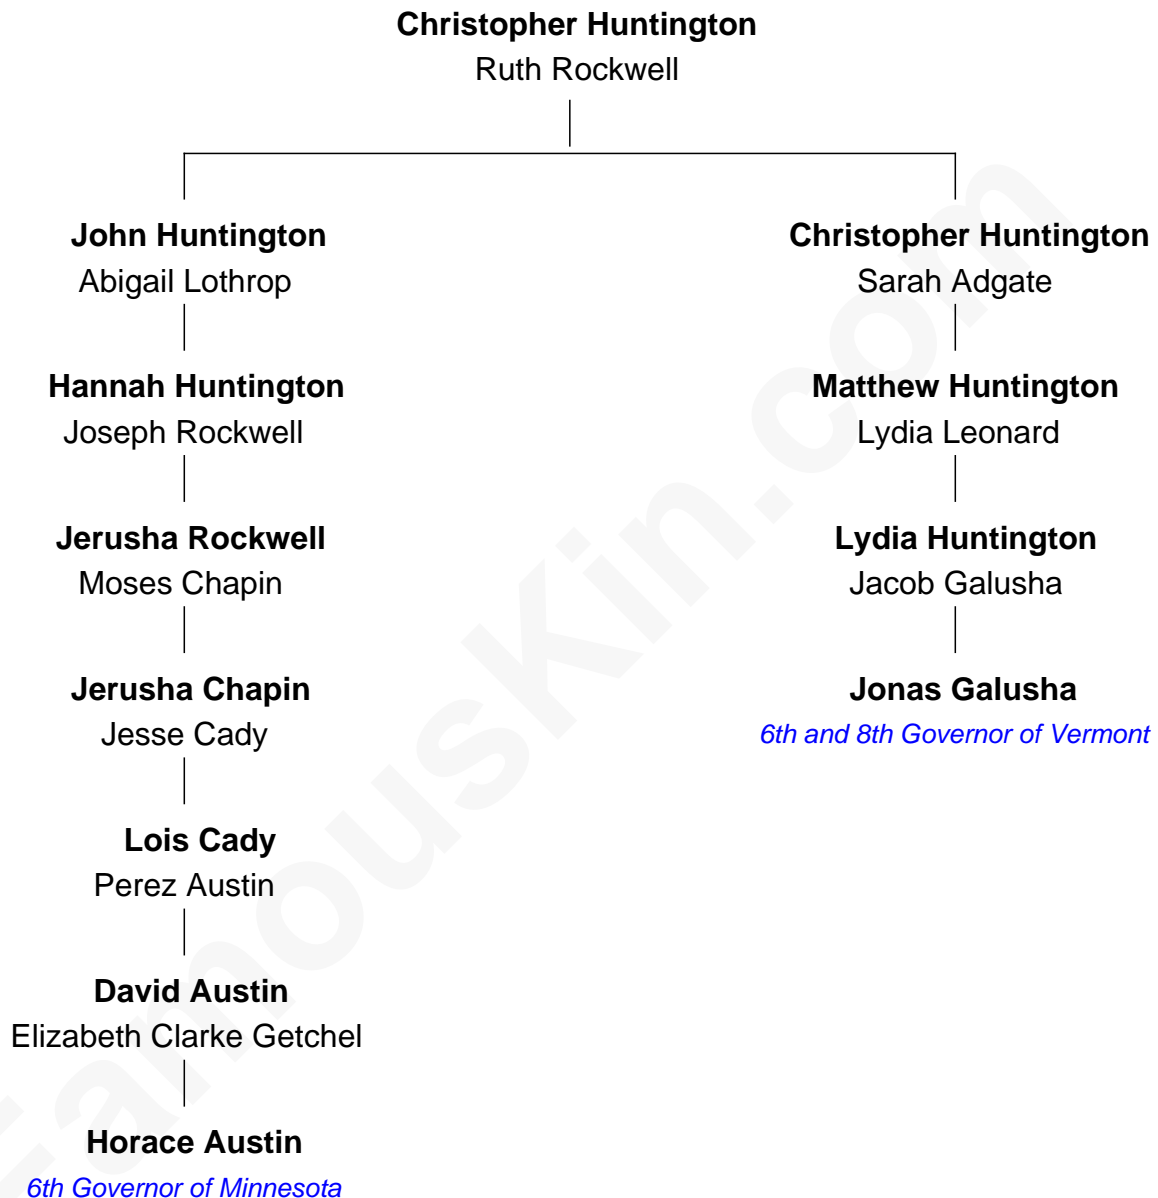 Christopher Huntington
Ruth Rockwell
John Huntington
Abigail Lothrop
Christopher Huntington
Sarah Adgate
Hannah Huntington
Joseph Rockwell
Matthew Huntington
Lydia Leonard
Jerusha Rockwell
Moses Chapin
Lydia Huntington
Jacob Galusha
Jerusha Chapin
Jesse Cady
Jonas Galusha
6th and 8th Governor of Vermont
Lois Cady
Perez Austin
David Austin
Elizabeth Clarke Getchel
Horace Austin
6th Governor of Minnesota
FamousKin.com